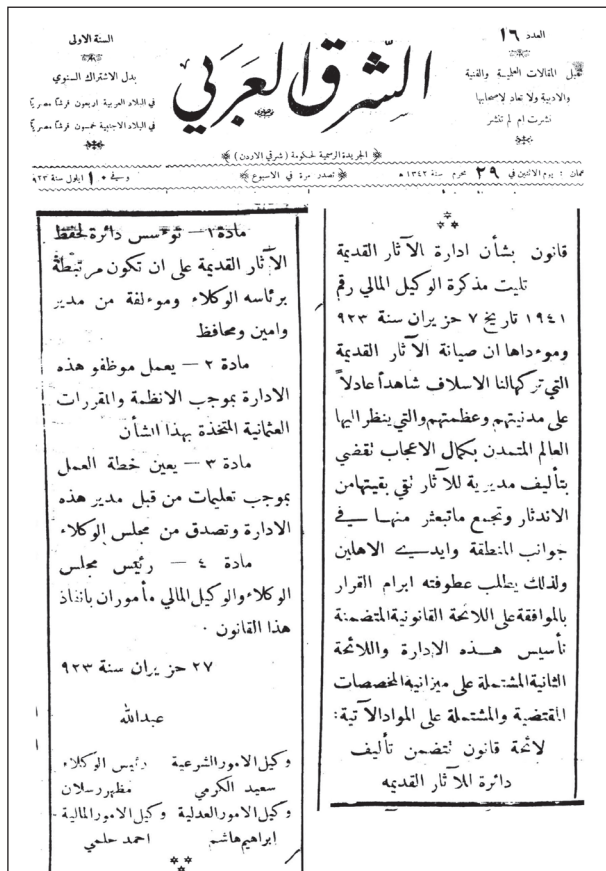 العدد ١٦
تقبل المقالات العلمية والفنية
والادبية ولا تعاد لاصحابها
نشرت ام لم تنشر
الشرق العربي
السنة الاولى
بدل الاشتراك السنوي
في البلاد العربية اربعون قرشاً مصرياً
في البلاد الاجنبية خمسون قرشاً مصرياً
الجريدة الرسمية لحكومة (شرقي الاردن)
عمان : يوم الاثنين في ٢٩ محرم سنة ١٣٤٢ ه
تصدر مرة في الاسبوع
وفي ١٠ ايلول سنة ٩٢٣
قانون بشأن ادارة الآثار القديمة
تليت مذكرة الوكيل المالي رقم
١٩٤١ تاريخ ٧ حزيران سنة ٩٢٣
وموءداها ان صيانة الآثار القديمة
التي تركهالنا الاسلاف شاهداً عادلاً
على مدنيتهم وعظمتهم والتي ينظر اليها
العالم المتمدن بكمال الاعجاب تقضي
بتأليف مديرية للآثار تقي بقيتها من
الاندثار وتجمع ماتبعثر منها في
جوانب المنطقة وايدي الاهلين
ولذلك يطلب عطوفته ابرام القرار
بالموافقة على اللائحة القانونية المتضمنة
تأسيس هذه الإدارة واللائحة
الثانية المشتملة على ميزانية المخصصات
المقتضية والمشتملة على المواد الآتية :
لائحة قانون تتضمن تأليف
دائرة للآثار القديمه
مادة ١ — توءسس دائرة لحفظ
الآثار القديمة على ان تكون مرتبطة
برئاسه الوكلاء وموءلفة من مدير
وامين ومحافظ
مادة ٢ — يعمل موظفو هذه
الادارة بموجب الانظمة والمقررات
العثمانية المتخذة بهذا الشأن
مادة ٣ — يعين خطة العمل
بموجب تعليمات من قبل مدير هذه
الادارة وتصدق من مجلس الوكلاء
مادة ٤ — رئيس مجلس
الوكلاء والوكيل المالي مأموران بانفاذ
هذا القانون .
٢٧ حزيران سنة ٩٢٣
عبدالله
وكيل الامور الشرعية رئيس الوكلاء
سعيد الكرمي مظهر رسلان
وكيل الامور العدلية وكيل الامور المالية
ابراهيم هاشم احمد حلمي